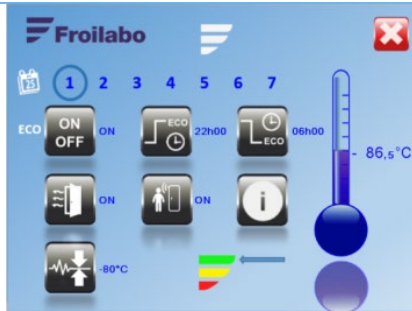 Froilabo
25 1 2 3 4 5 6 7
ECO ON OFF ON ECO 22h00 ECO 06h00
86,5°C
ON ON i
-80°C